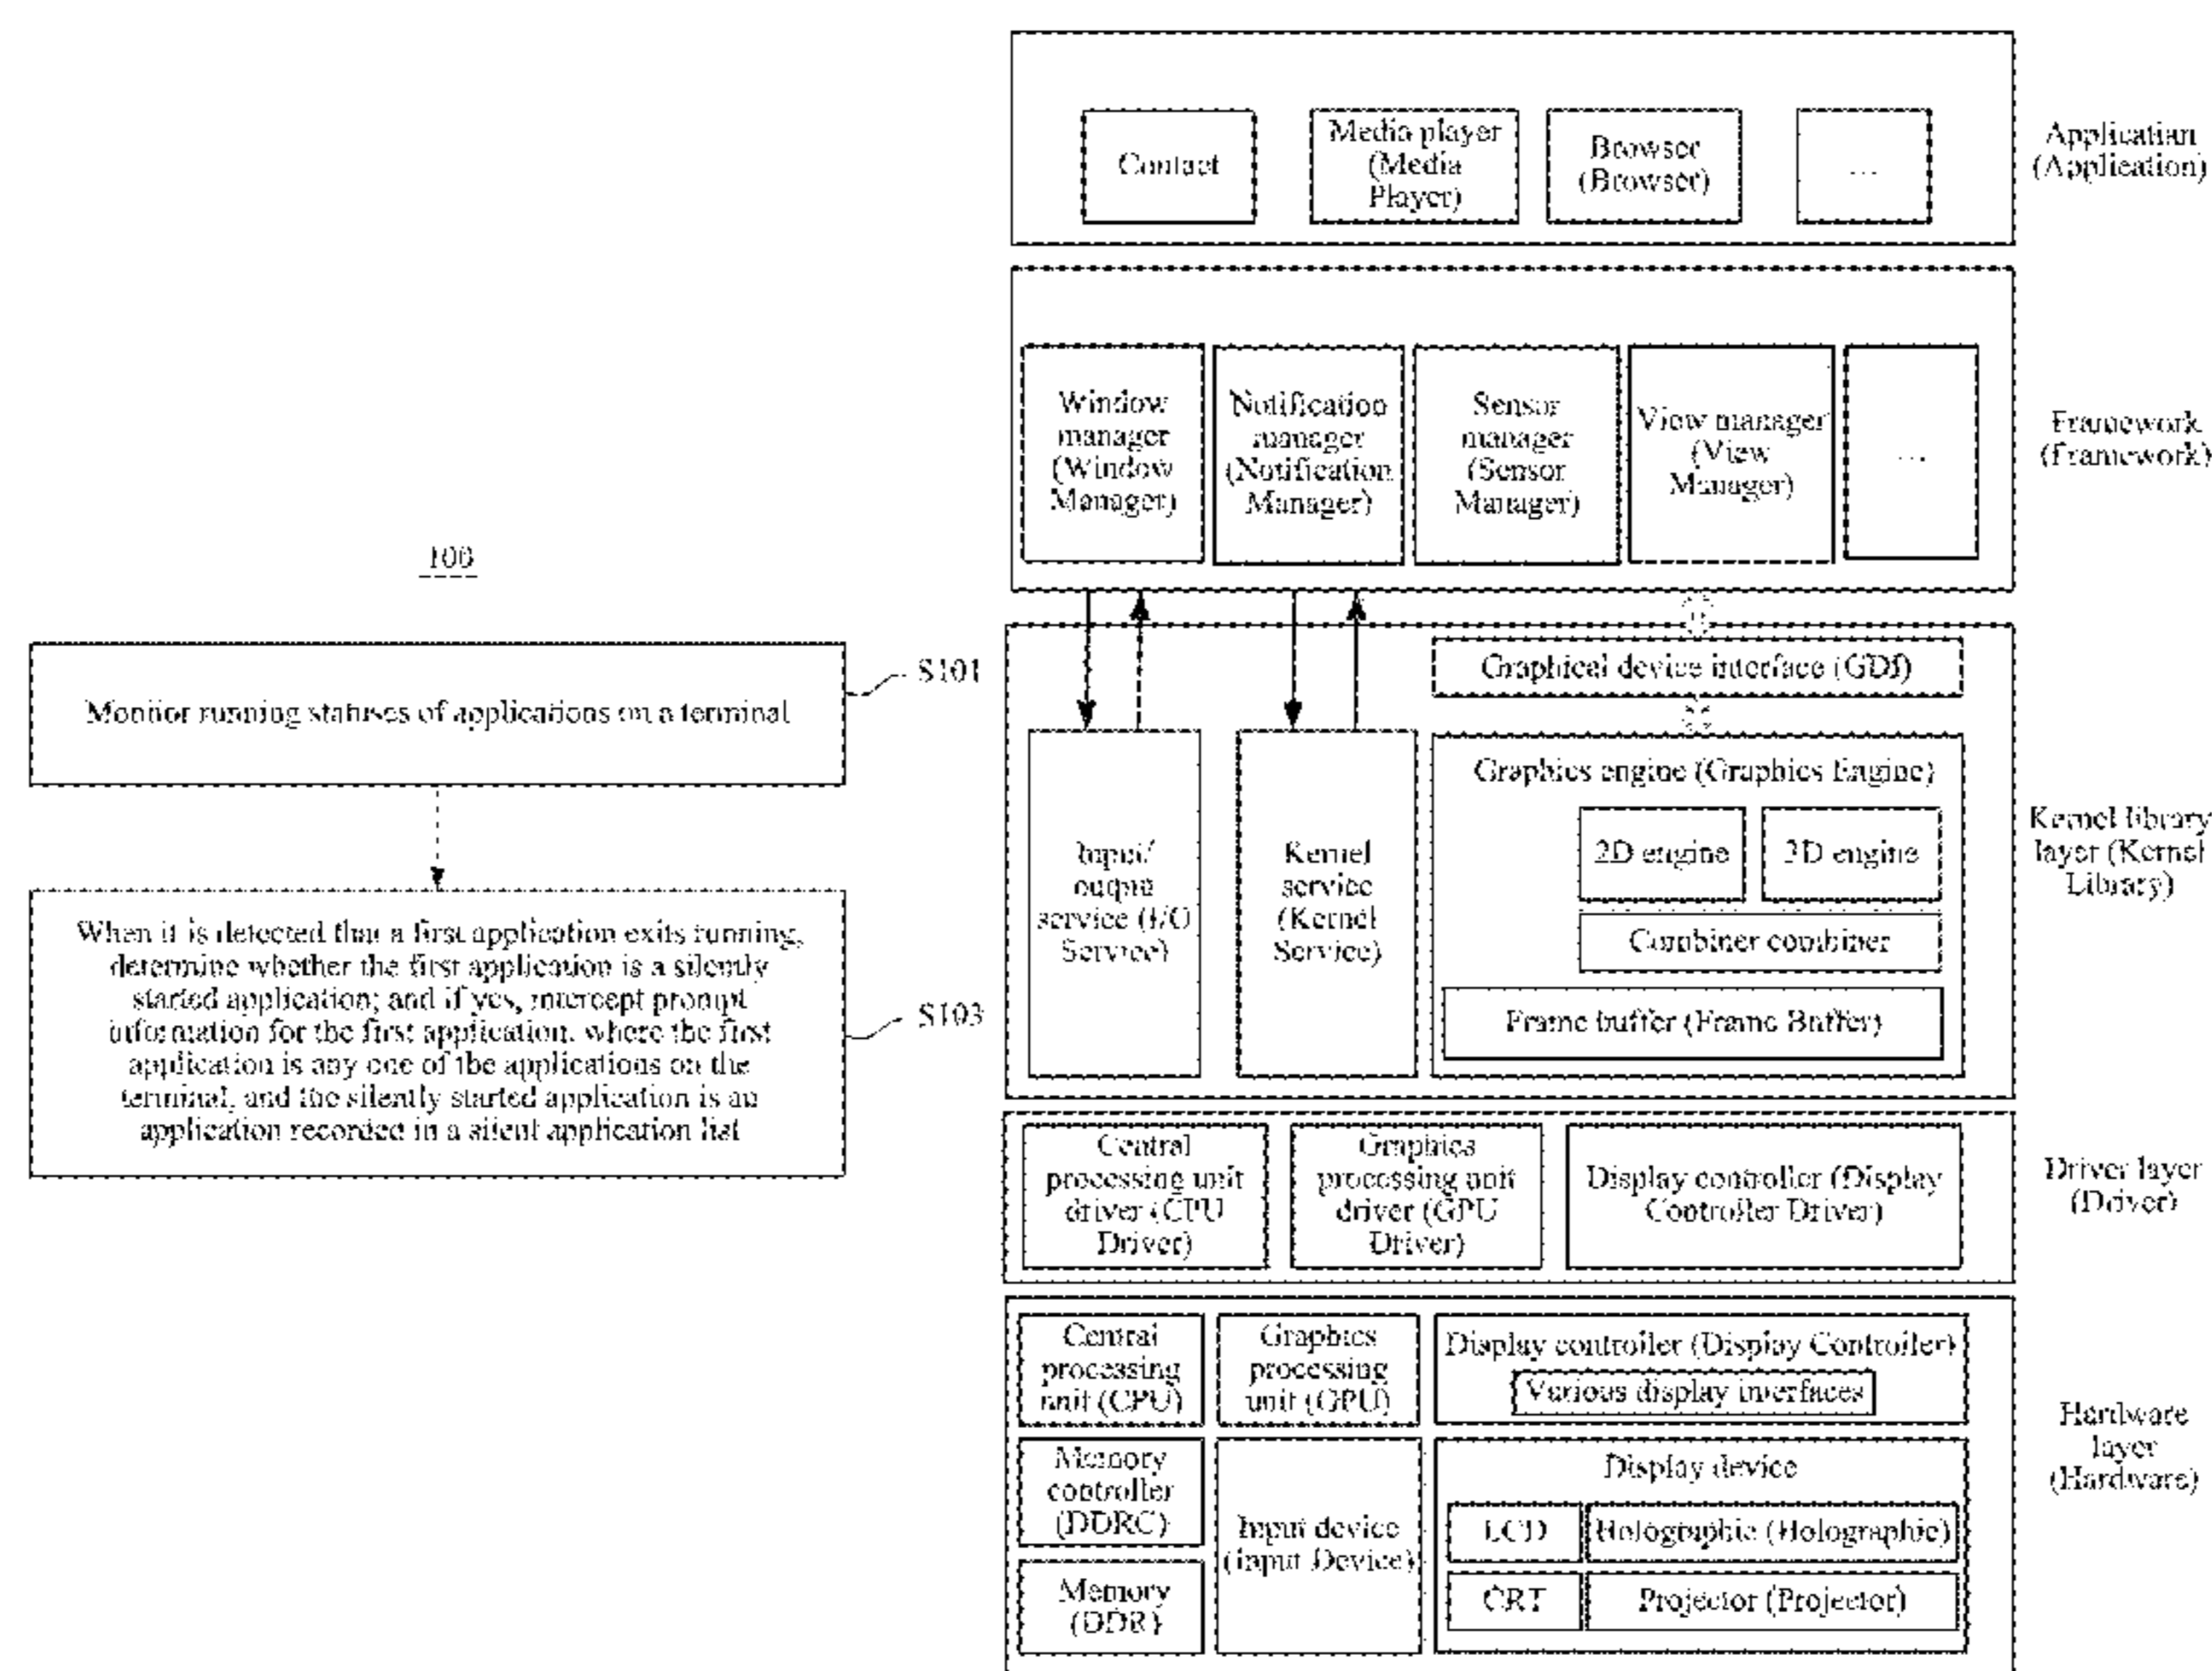 100
Monitor running statuses of applications on a terminal
S101
When it is detected that a first application exits running,
determine whether the first application is a silently
started application; and if yes, intercept prompt
information for the first application, where the first
application is any one of the applications on the
terminal, and the silently started application is an
application recorded in a silent application list
S103
Contact
Media player
(Media
Player)
Browser
(Browser)
...
Application
(Application)
Window
manager
(Window
Manager)
Notification
manager
(Notification
Manager)
Sensor
manager
(Sensor
Manager)
View manager
(View
Manager)
...
Framework
(Framework)
Graphical device interface (GDI)
Input/
output
service (I/O
Service)
Kernel
service
(Kernel
Service)
Graphics engine (Graphics Engine)
2D engine
3D engine
Combiner combiner
Frame buffer (Frame Buffer)
Kernel library
layer (Kernel
Library)
Central
processing unit
driver (CPU
Driver)
Graphics
processing unit
driver (GPU
Driver)
Display controller (Display
Controller Driver)
Driver layer
(Driver)
Central
processing
unit (CPU)
Graphics
processing
unit (GPU)
Display controller (Display Controller)
Various display interfaces
Memory
controller
(DDRC)
Input device
(Input Device)
Display device
LCD
Holographic (Holographic)
Memory
(DDR)
CRT
Projector (Projector)
Hardware
layer
(Hardware)